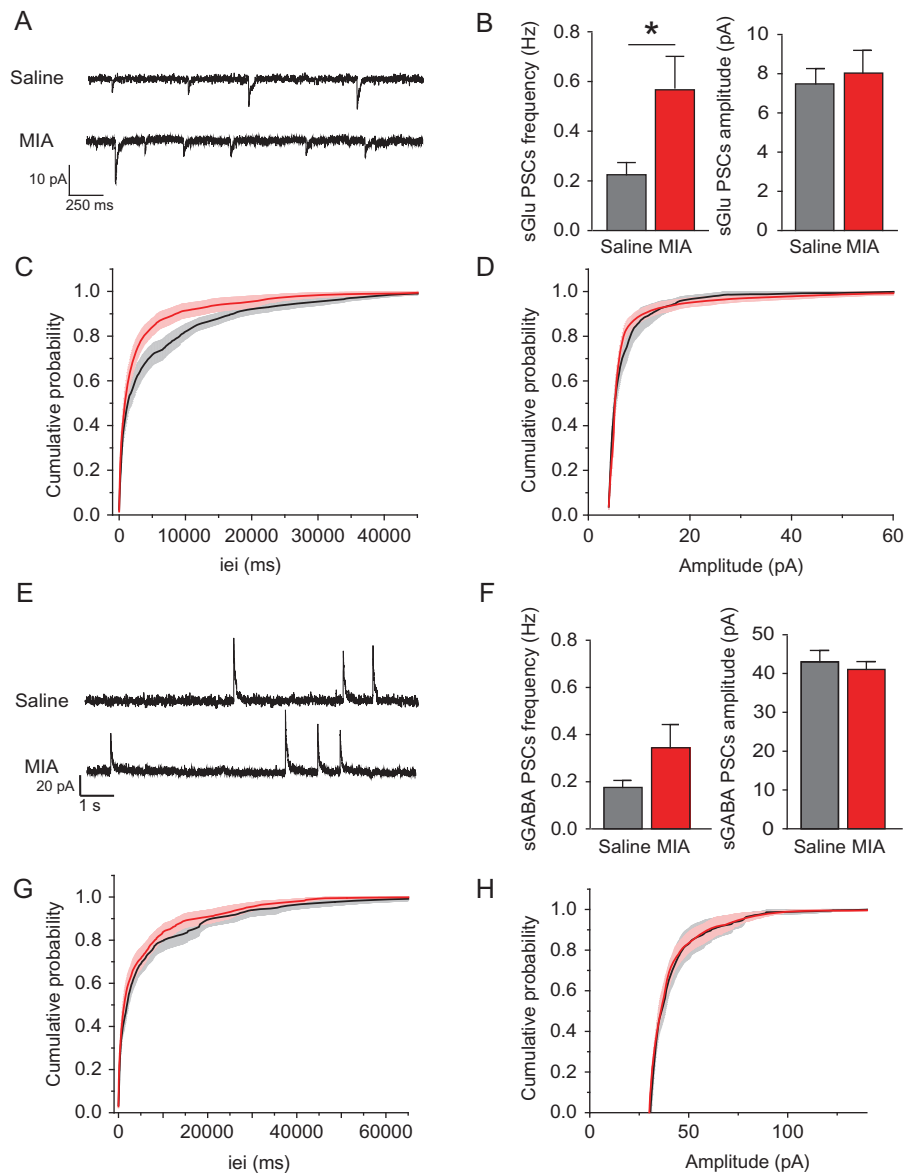 A
Saline
MIA
10 pA
250 ms
B
sGlu PSCs frequency (Hz)
0.8
0.6
0.4
0.2
0.0
*
Saline MIA
sGlu PSCs amplitude (pA)
10
8
6
4
2
0
Saline MIA
C
Cumulative probability
1.0
0.8
0.6
0.4
0.2
0.0
0 10000 20000 30000 40000
iei (ms)
D
Cumulative probability
1.0
0.8
0.6
0.4
0.2
0.0
0 20 40 60
Amplitude (pA)
E
Saline
MIA
20 pA
1 s
F
sGABA PSCs frequency (Hz)
0.8
0.6
0.4
0.2
0.0
Saline MIA
sGABA PSCs amplitude (pA)
50
40
30
20
10
0
Saline MIA
G
Cumulative probability
1.0
0.8
0.6
0.4
0.2
0.0
0 20000 40000 60000
iei (ms)
H
Cumulative probability
1.0
0.8
0.6
0.4
0.2
0.0
0 50 100
Amplitude (pA)